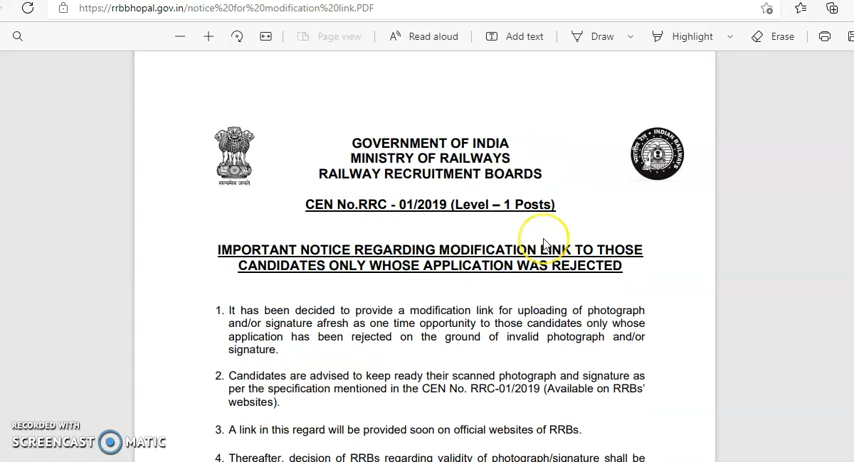 https://rrbbhopal.gov.in/notice%20for%20modification%20link.PDF
Page view
Read aloud
Add text
Draw
Highlight
Erase
सत्यमेव जयते
GOVERNMENT OF INDIA
MINISTRY OF RAILWAYS
RAILWAY RECRUITMENT BOARDS
INDIAN RAILWAYS
CEN No.RRC - 01/2019 (Level – 1 Posts)
IMPORTANT NOTICE REGARDING MODIFICATION LINK TO THOSE
CANDIDATES ONLY WHOSE APPLICATION WAS REJECTED
1. It has been decided to provide a modification link for uploading of photograph
and/or signature afresh as one time opportunity to those candidates only whose
application has been rejected on the ground of invalid photograph and/or
signature.
2. Candidates are advised to keep ready their scanned photograph and signature as
per the specification mentioned in the CEN No. RRC-01/2019 (Available on RRBs'
websites).
3. A link in this regard will be provided soon on official websites of RRBs.
4. Thereafter, decision of RRBs regarding validity of photograph/signature shall be
RECORDED WITH
SCREENCAST MATIC